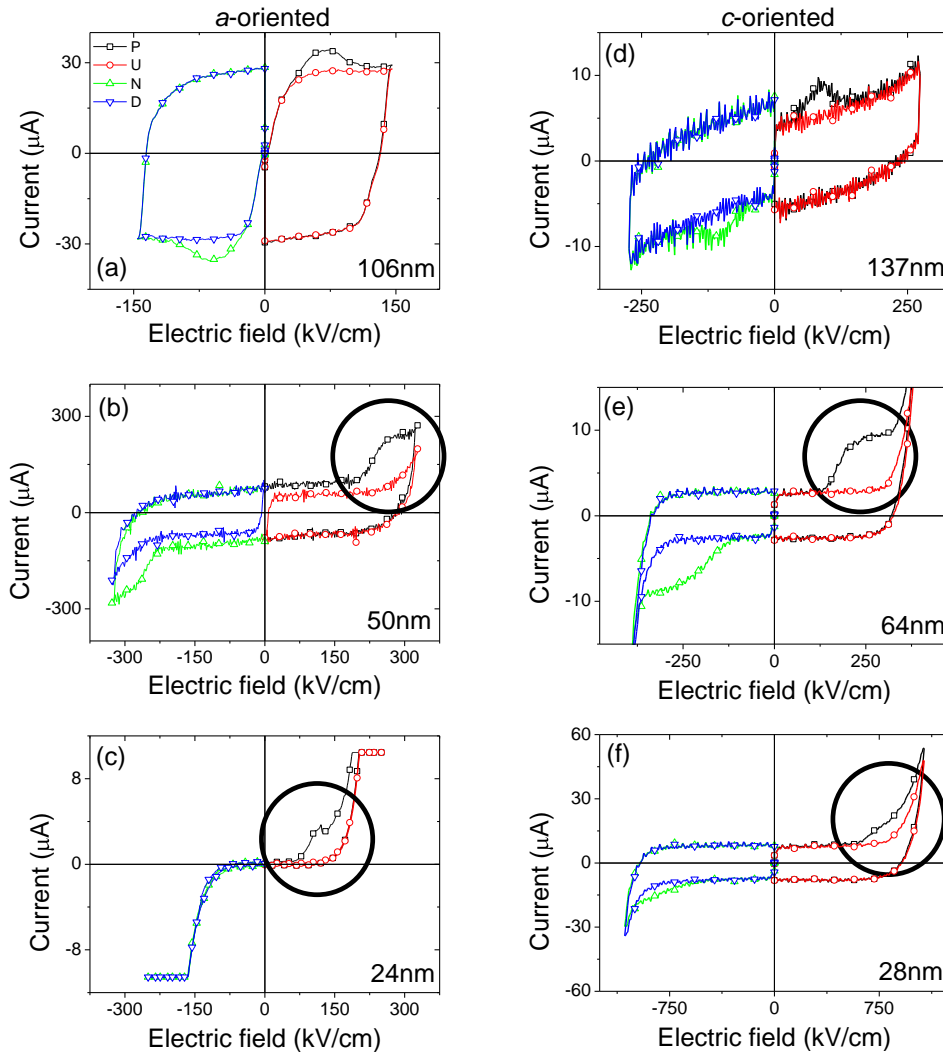 a-oriented
c-oriented
P
U
N
D
30
0
-30
Current (μA)
(a)
106nm
-150 0 150
Electric field (kV/cm)
(d)
10
0
-10
Current (μA)
137nm
-250 0 250
Electric field (kV/cm)
(b)
300
0
-300
Current (μA)
50nm
-300 -150 0 150 300
Electric field (kV/cm)
(e)
10
0
-10
Current (μA)
64nm
-250 0 250
Electric field (kV/cm)
(c)
8
0
-8
Current (μA)
24nm
-300 -150 0 150 300
Electric field (kV/cm)
(f)
60
30
0
-30
-60
Current (μA)
28nm
-750 0 750
Electric field (kV/cm)